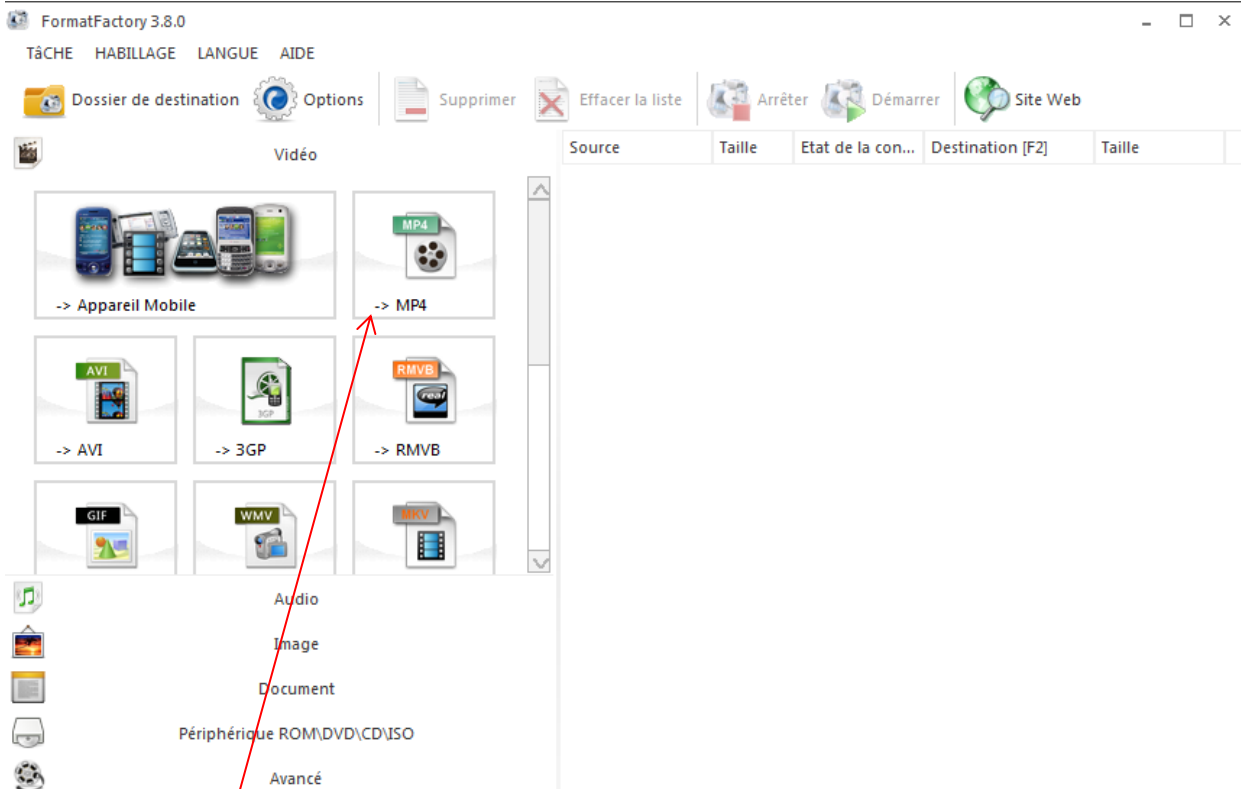 FormatFactory 3.8.0
TâCHE HABILLAGE LANGUE AIDE
Dossier de destination Options Supprimer Effacer la liste Arrêter Démarrer Site Web
Vidéo
Source Taille Etat de la con... Destination [F2] Taille
MP4
-> Appareil Mobile
-> MP4
AVI
3GP
RMVB
real
-> AVI
-> 3GP
-> RMVB
GIF
WMV
MKV
Audio
Image
Document
Périphérique ROM\DVD\CD\ISO
Avancé